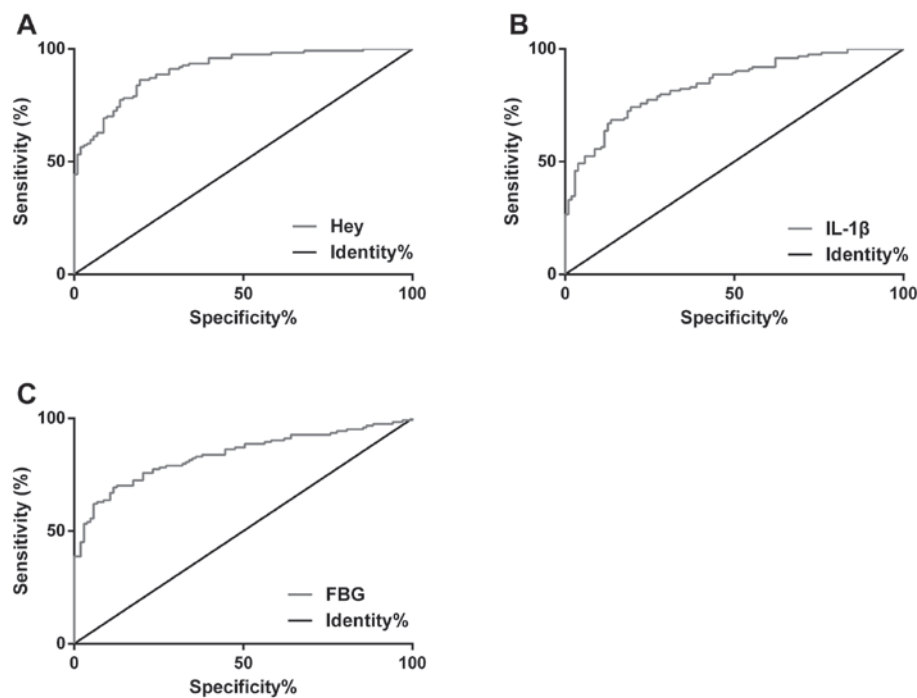 A
Sensitivity (%)
100
50
0
Hey
Identity%
0 50 100
Specificity%
B
Sensitivity (%)
100
50
0
IL-1β
Identity%
0 50 100
Specificity%
C
Sensitivity (%)
100
50
0
FBG
Identity%
0 50 100
Specificity%